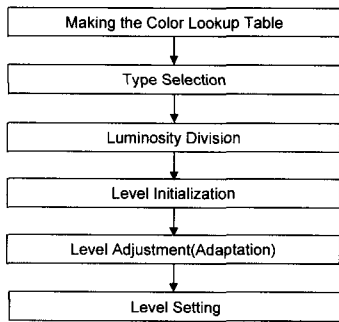 Making the Color Lookup Table
Type Selection
Luminosity Division
Level Initialization
Level Adjustment(Adaptation)
Level Setting